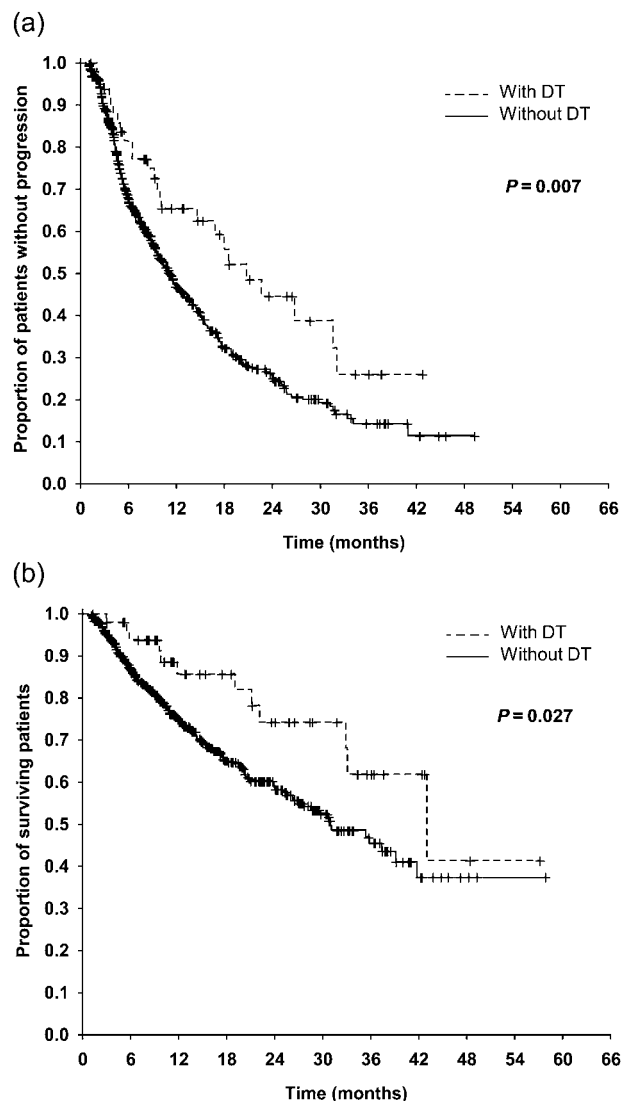 (a)
1.0
0.9
0.8
0.7
0.6
0.5
0.4
0.3
0.2
0.1
0.0
Proportion of patients without progression
With DT
Without DT
P = 0.007
0 6 12 18 24 30 36 42 48 54 60 66
Time (months)
(b)
1.0
0.9
0.8
0.7
0.6
0.5
0.4
0.3
0.2
0.1
0.0
Proportion of surviving patients
With DT
Without DT
P = 0.027
0 6 12 18 24 30 36 42 48 54 60 66
Time (months)